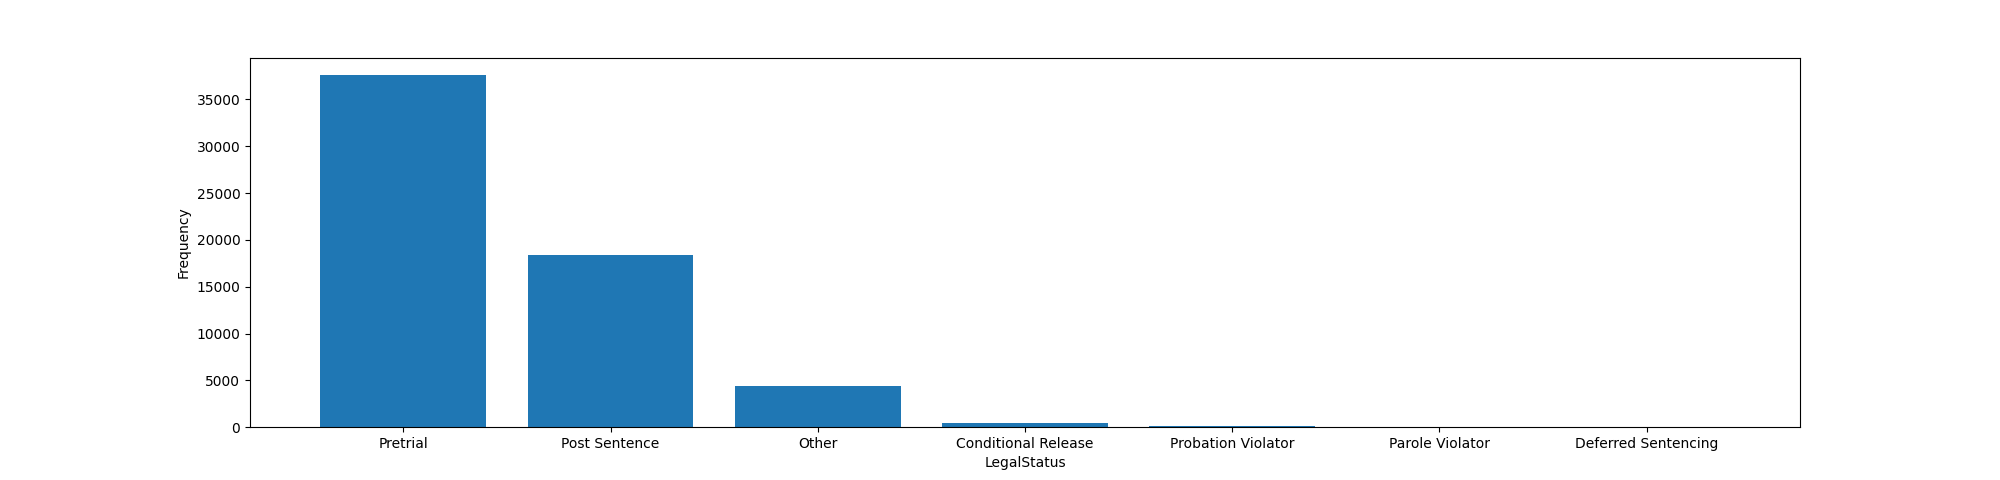 35000
30000
25000
20000
15000
10000
5000
0
Frequency
Pretrial Post Sentence Other Conditional Release Probation Violator Parole Violator Deferred Sentencing
LegalStatus